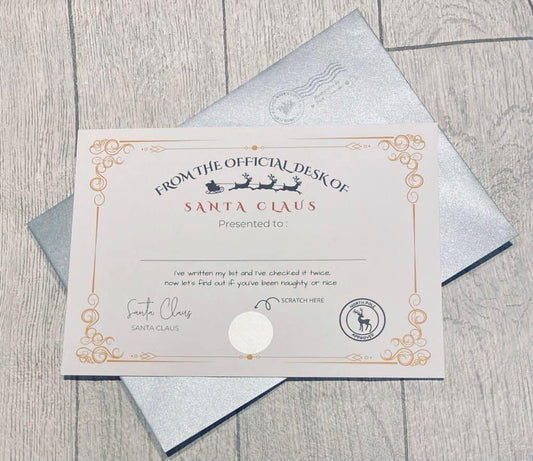 FROM THE OFFICIAL DESK OF
SANTA CLAUS
Presented to :
I've written my list and I've checked it twice,
now let's find out if you've been naughty or nice
SCRATCH HERE
Santa Claus
SANTA CLAUS
NORTH POLE
APPROVED